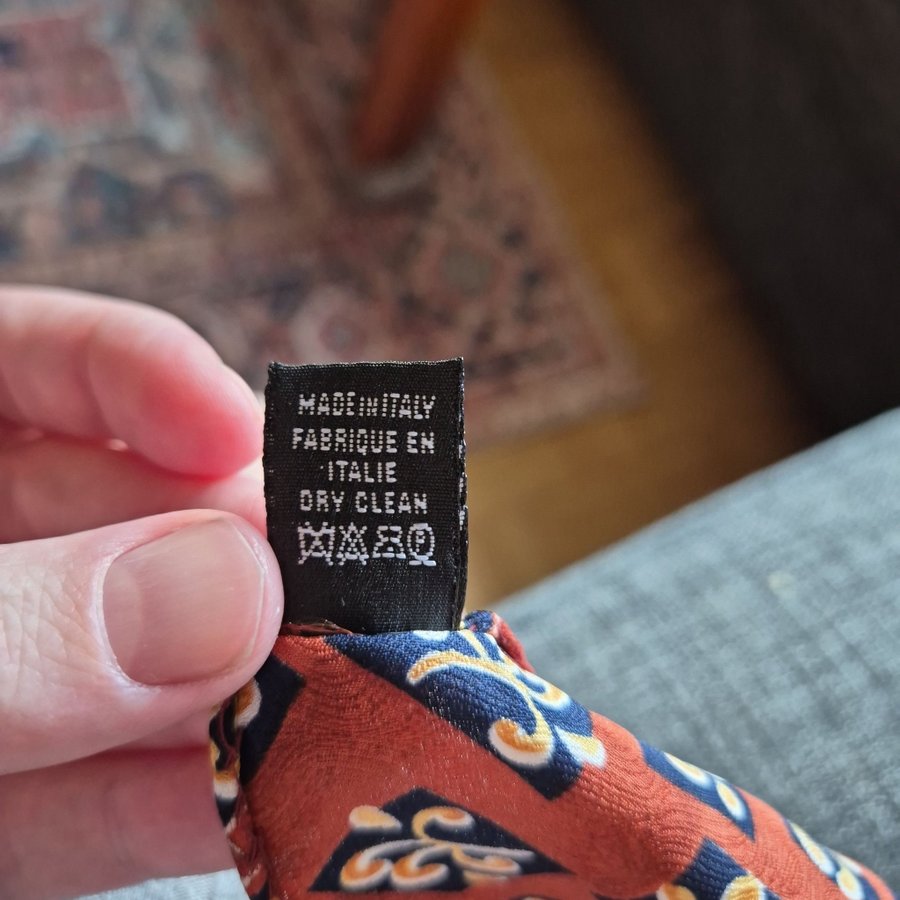 MADE IN ITALY
FABRIQUE EN
ITALIE
DRY CLEAN
F